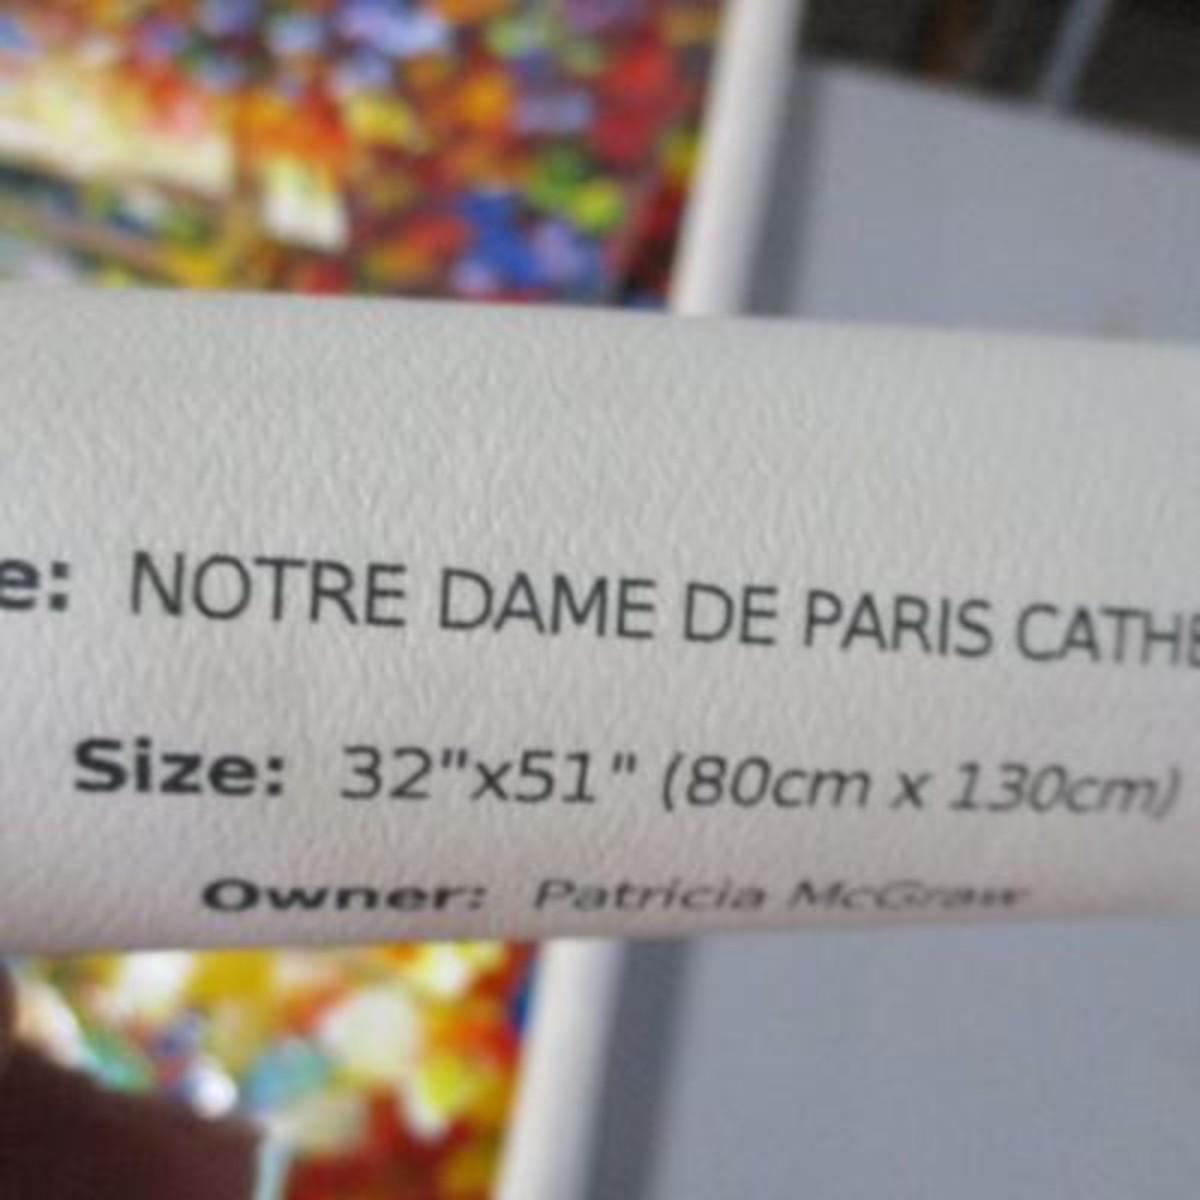 e: NOTRE DAME DE PARIS CATHE
Size: 32"x51" (80cm x 130cm)
Owner: Patricia McGraw